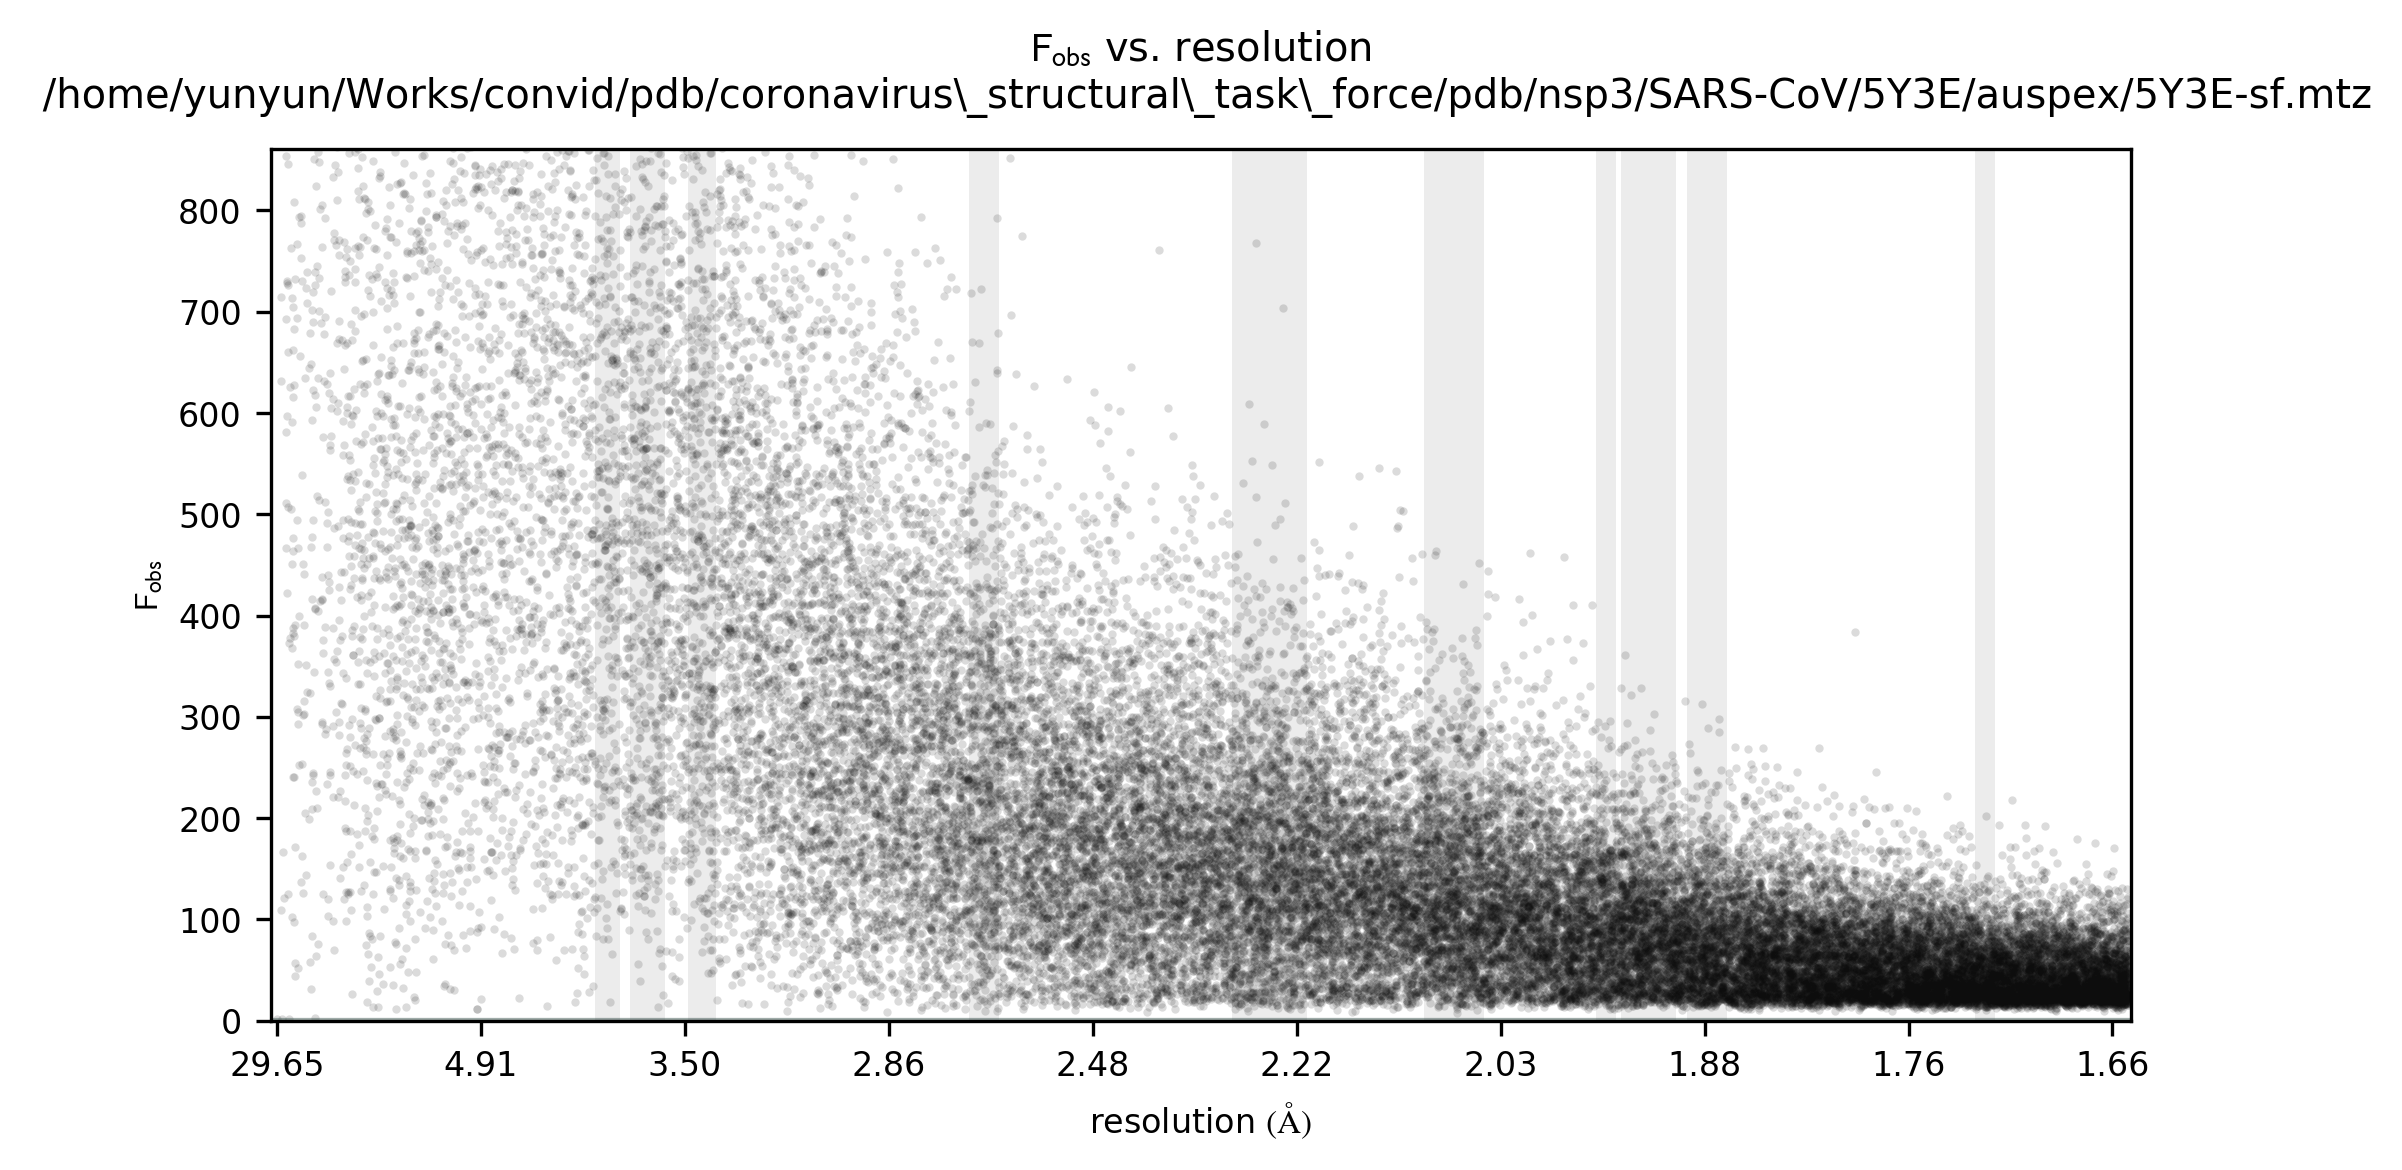 F_obs vs. resolution
/home/yunyun/Works/convid/pdb/coronavirus\_structural\_task\_force/pdb/nsp3/SARS-CoV/5Y3E/auspex/5Y3E-sf.mtz
800
700
600
500
400
300
200
100
0
F_obs
29.65 4.91 3.50 2.86 2.48 2.22 2.03 1.88 1.76 1.66
resolution (Å)